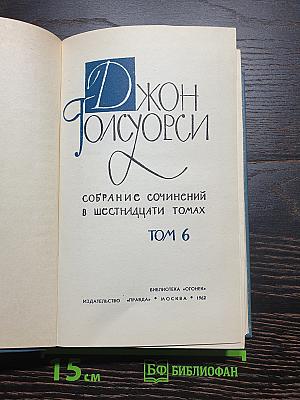 ДЖОН
ГОЛСУОРСИ
СОБРАНИЕ СОЧИНЕНИЙ
В ШЕСТНАДЦАТИ ТОМАХ
ТОМ 6
БИБЛИОТЕКА «ОГОНЕК»
ИЗДАТЕЛЬСТВО «ПРАВДА» • МОСКВА • 1962
15 см
БФ БИБЛИОФАН